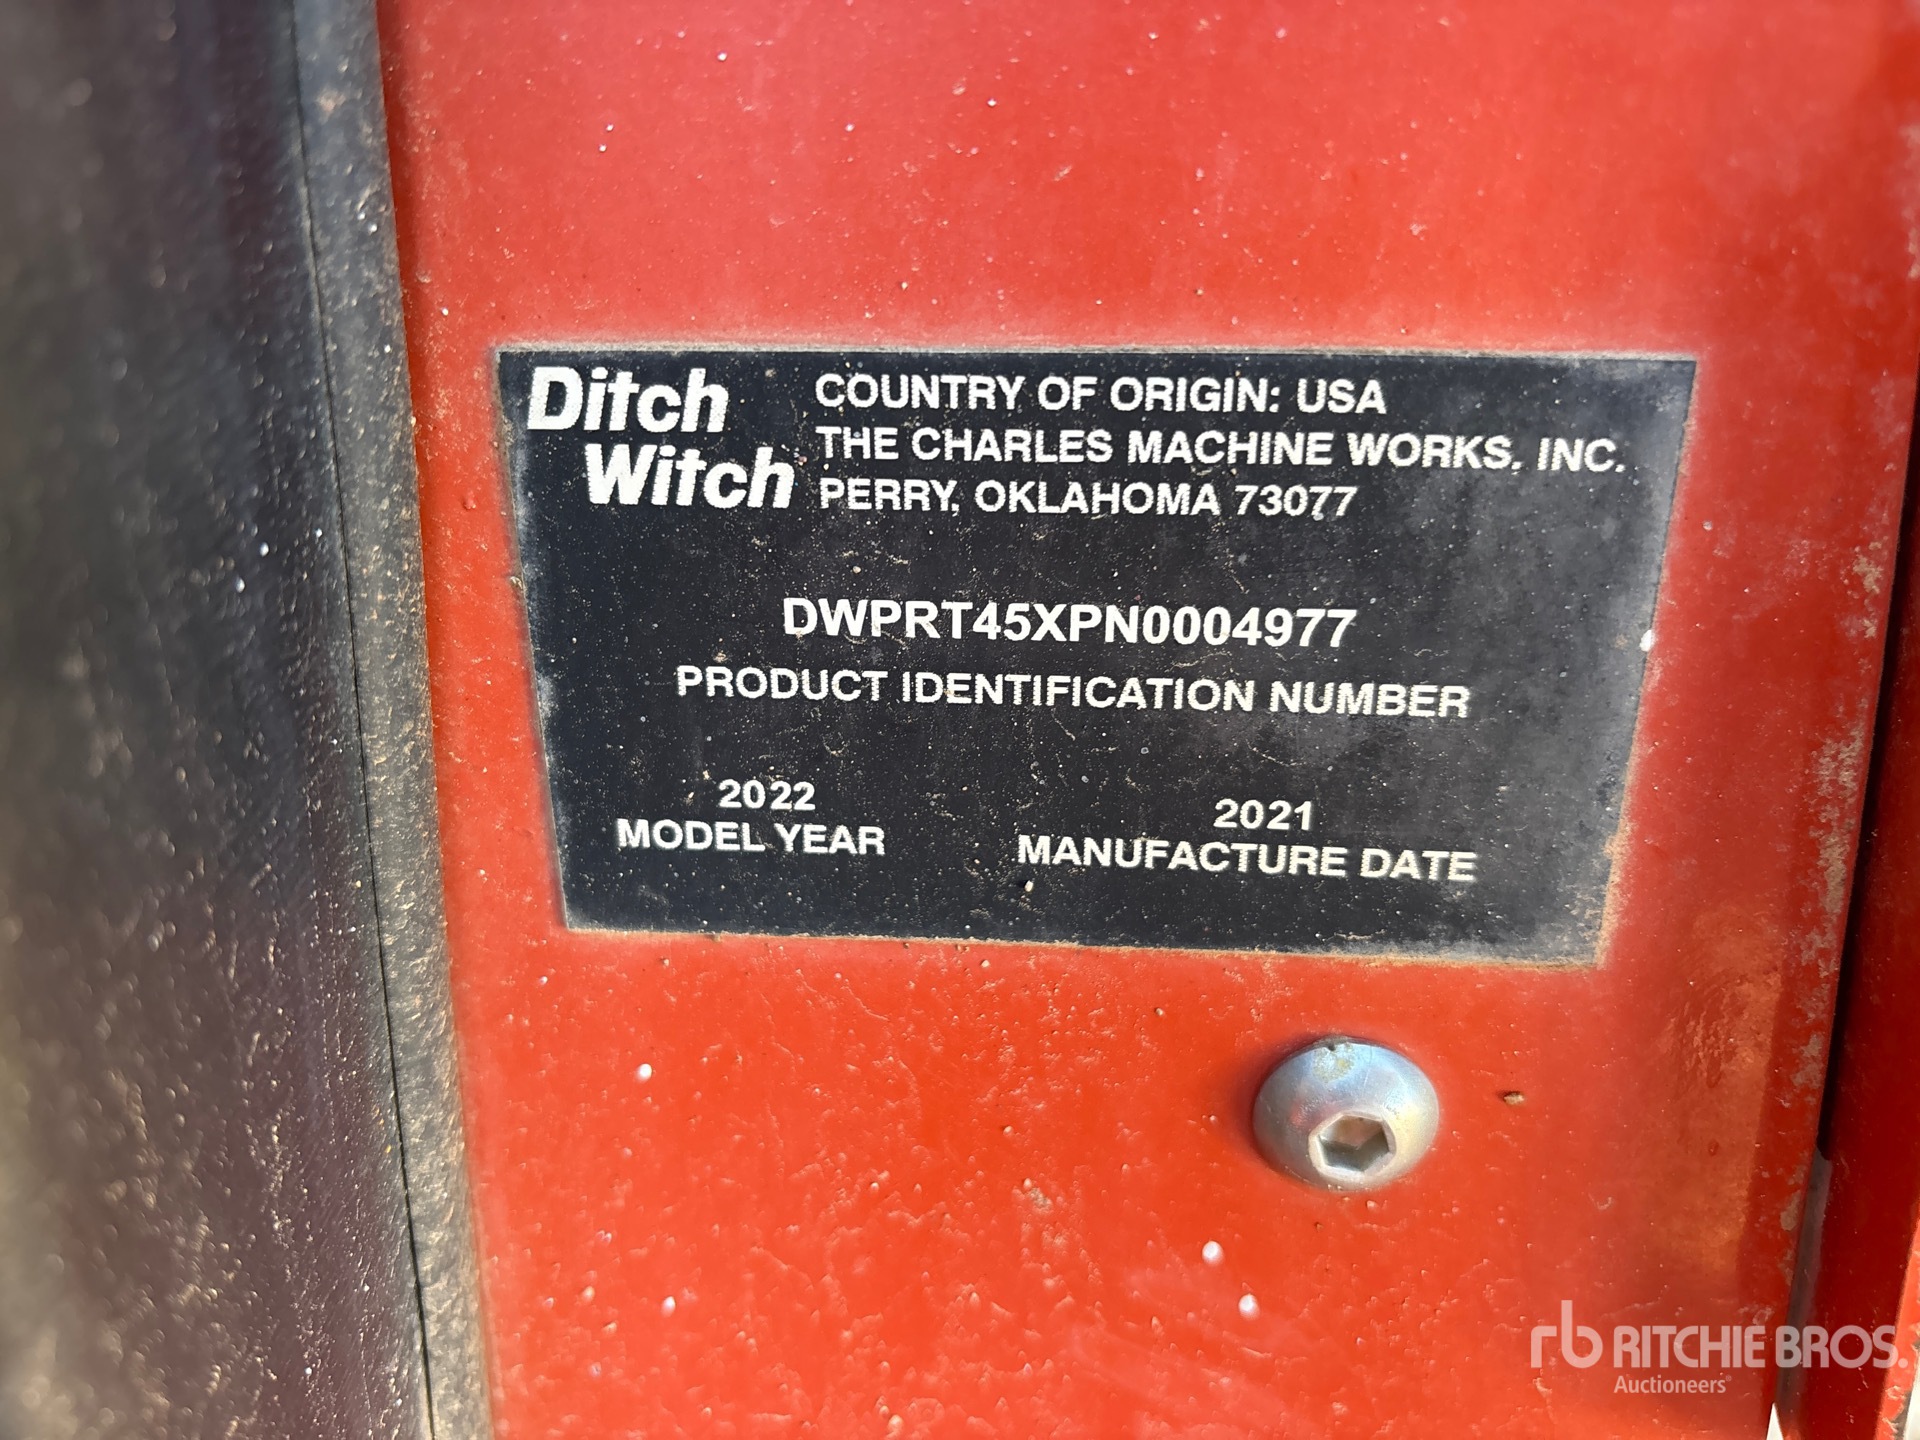 Ditch
Witch
COUNTRY OF ORIGIN: USA
THE CHARLES MACHINE WORKS, INC.
PERRY, OKLAHOMA 73077
DWPRT45XPN0004977
PRODUCT IDENTIFICATION NUMBER
2022
MODEL YEAR
2021
MANUFACTURE DATE
rb RITCHIE BROS.
Auctioneers